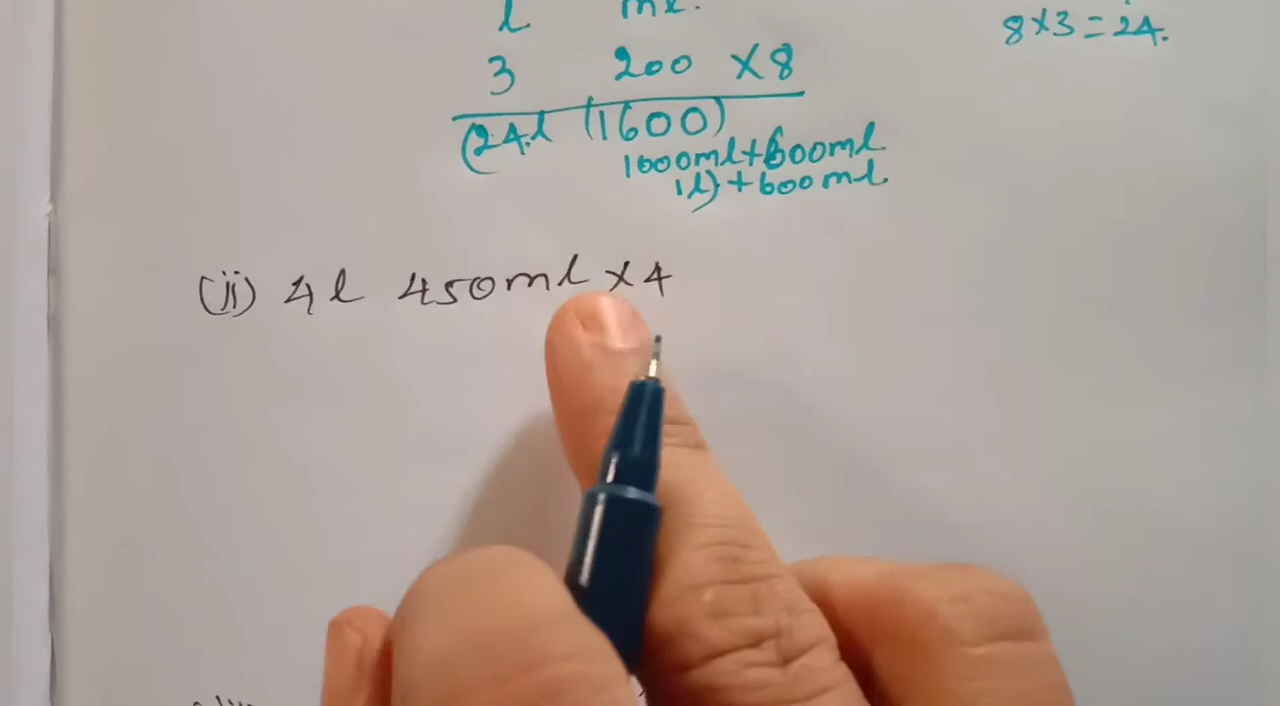 l ml.
8×3=24.
3 200 ×8
(24.l (1600)
1000ml+600ml
1l) +600ml
(ii) 4l 450ml ×4